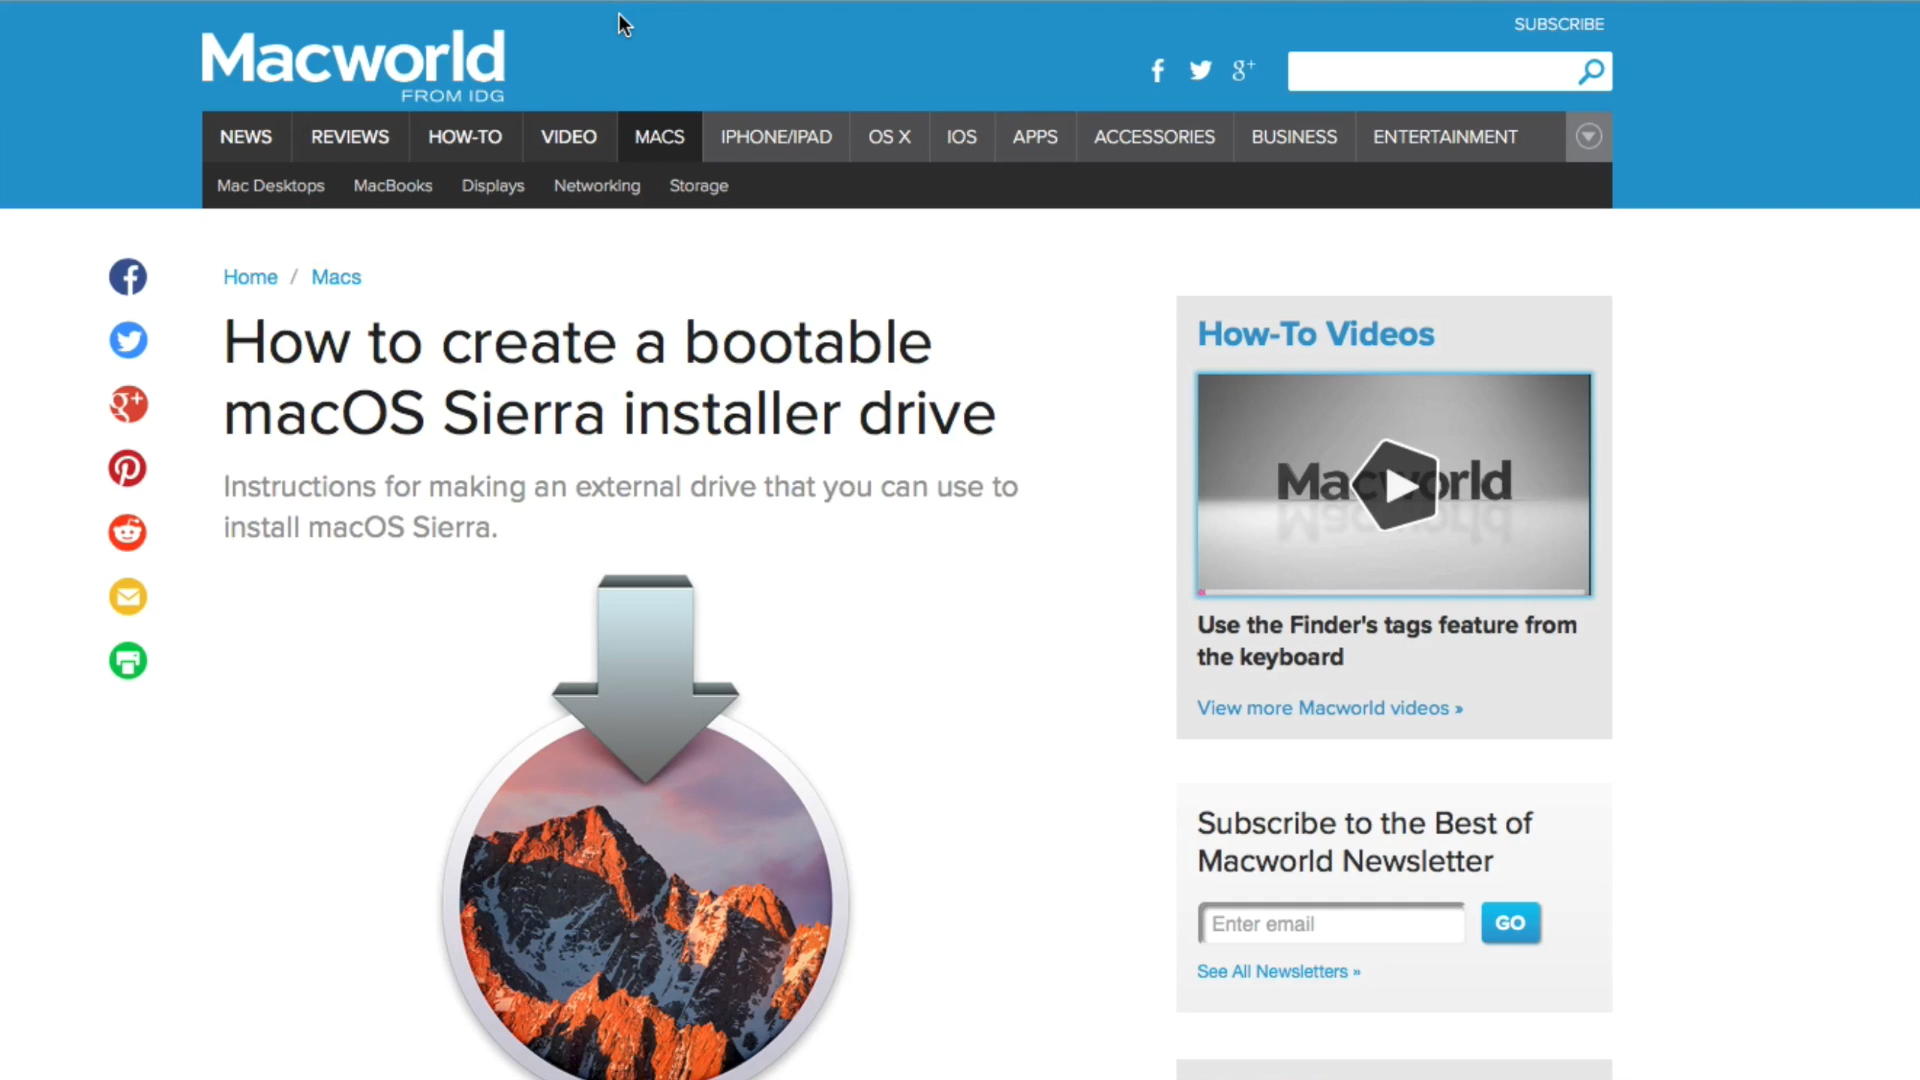 SUBSCRIBE
Macworld
FROM IDG
NEWS REVIEWS HOW-TO VIDEO MACS IPHONE/IPAD OS X IOS APPS ACCESSORIES BUSINESS ENTERTAINMENT
Mac Desktops MacBooks Displays Networking Storage
Home / Macs
How to create a bootable
macOS Sierra installer drive
Instructions for making an external drive that you can use to
install macOS Sierra.
How-To Videos
Macworld
Use the Finder's tags feature from
the keyboard
View more Macworld videos »
Subscribe to the Best of
Macworld Newsletter
Enter email GO
See All Newsletters »